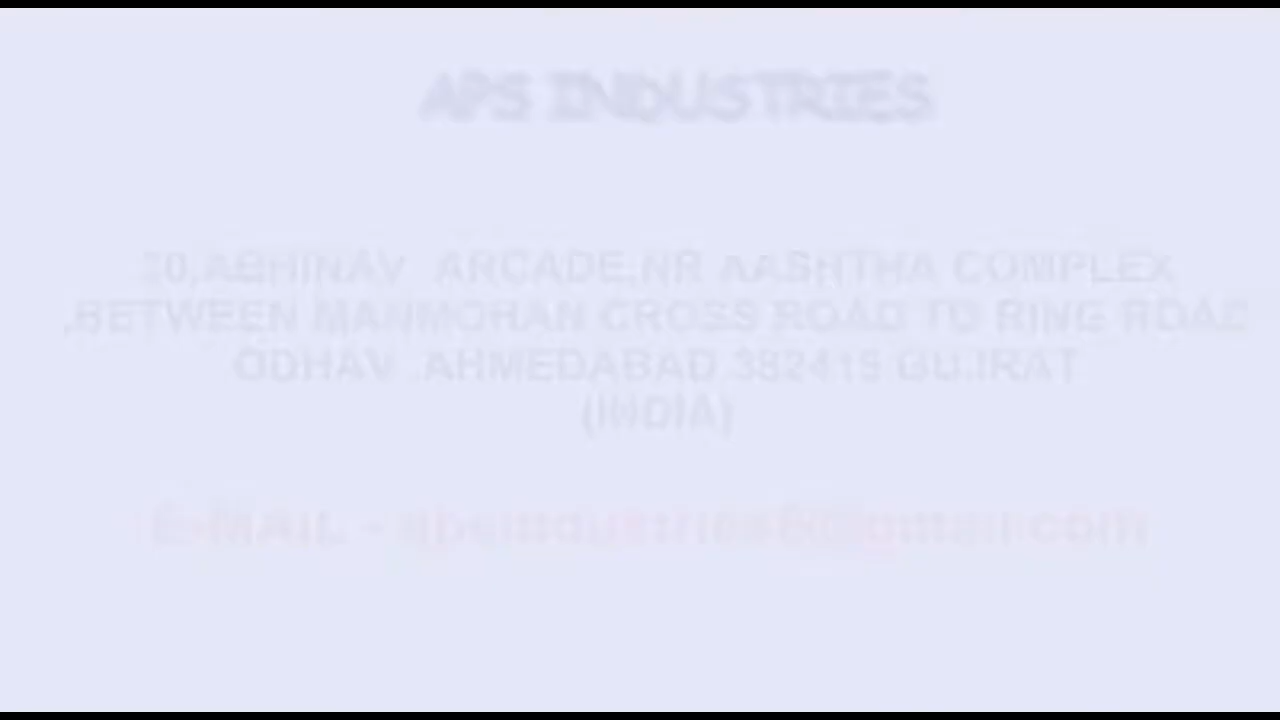 APS INDUSTRIES
20,ABHINAV ARCADE,NR AASHTHA COMPLEX
,BETWEEN MANMOHAN CROSS ROAD TO RING ROAD
ODHAV AHMEDABAD 382415 GUJRAT
(INDIA)
E-MAIL -